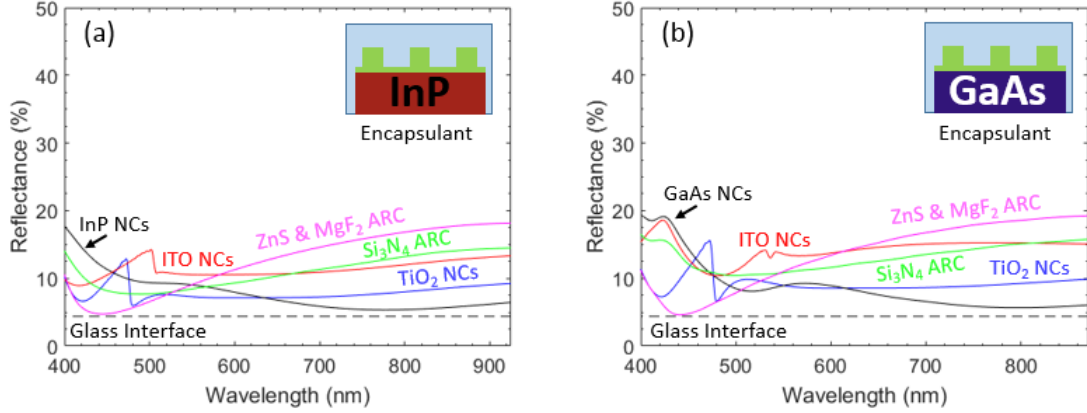 (a)
50
40
30
20
10
0
Reflectance (%)
InP
Encapsulant
InP NCs
ITO NCs
ZnS & MgF₂ ARC
Si₃N₄ ARC
TiO₂ NCs
Glass Interface
400 500 600 700 800 900
Wavelength (nm)
(b)
50
40
30
20
10
0
Reflectance (%)
GaAs
Encapsulant
GaAs NCs
ZnS & MgF₂ ARC
ITO NCs
Si₃N₄ ARC
TiO₂ NCs
Glass Interface
400 500 600 700 800
Wavelength (nm)